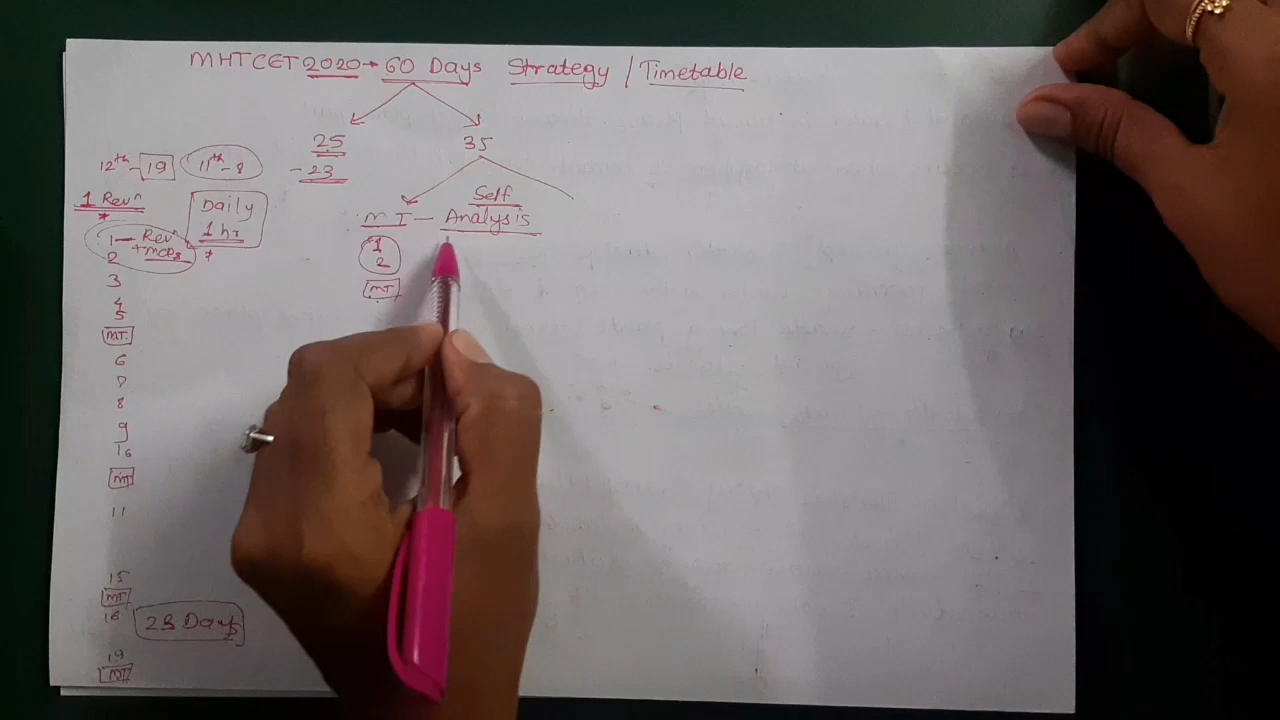 MHTCET 2020 → 60 Days Strategy / Timetable
25 35
12th - 19 11th - 8 - 23
1 Revn Daily 1 hr Self
MT — Analysis
1 — Revn + MCQs 1
2 2
3 MT
4
5
MT
6
7
8
9
10
MT
11
15
MT
16 23 Days
19
MT